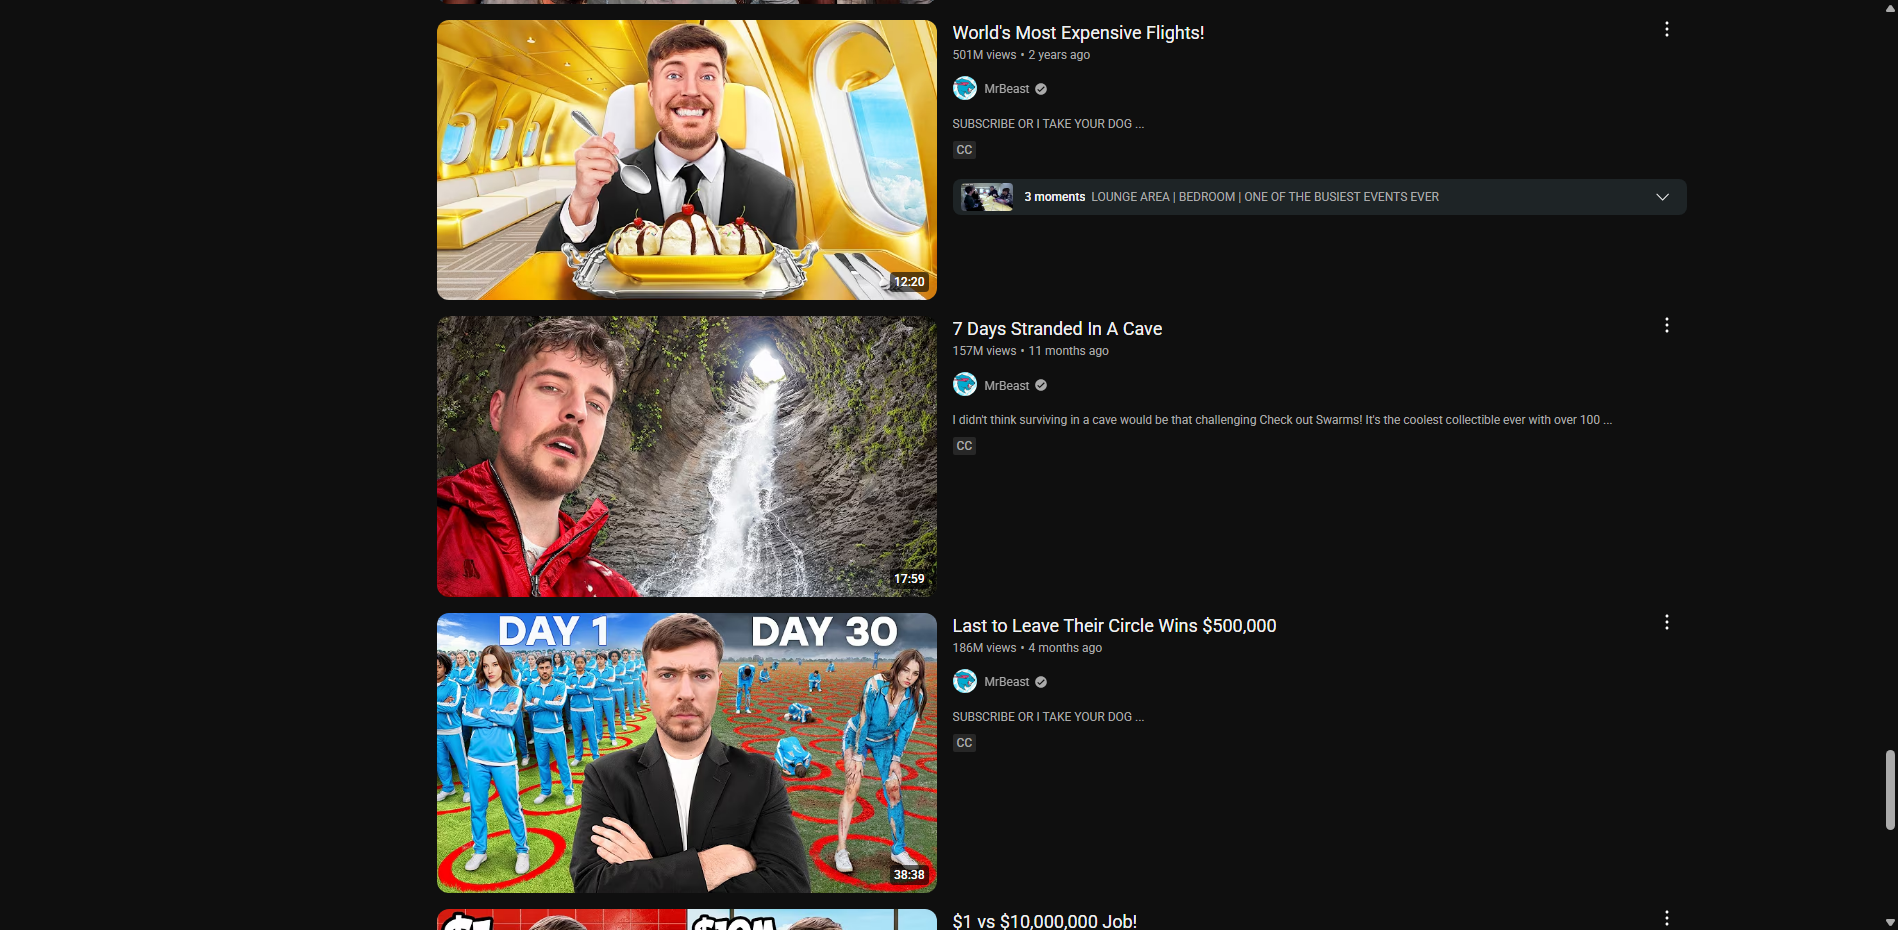 World's Most Expensive Flights!
501M views • 2 years ago
MrBeast
SUBSCRIBE OR I TAKE YOUR DOG ...
CC
3 moments LOUNGE AREA | BEDROOM | ONE OF THE BUSIEST EVENTS EVER
12:20
7 Days Stranded In A Cave
157M views • 11 months ago
MrBeast
I didn't think surviving in a cave would be that challenging Check out Swarms! It's the coolest collectible ever with over 100 ...
CC
17:59
DAY 1 DAY 30
Last to Leave Their Circle Wins $500,000
186M views • 4 months ago
MrBeast
SUBSCRIBE OR I TAKE YOUR DOG ...
CC
38:38
$1 $10M
$1 vs $10,000,000 Job!